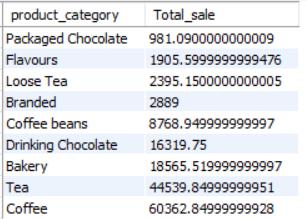 product_category Total_sale
Packaged Chocolate 981.0900000000009
Flavours 1905.5999999999476
Loose Tea 2395.1500000000005
Branded 2889
Coffee beans 8768.949999999997
Drinking Chocolate 16319.75
Bakery 18565.519999999997
Tea 44539.84999999951
Coffee 60362.84999999928